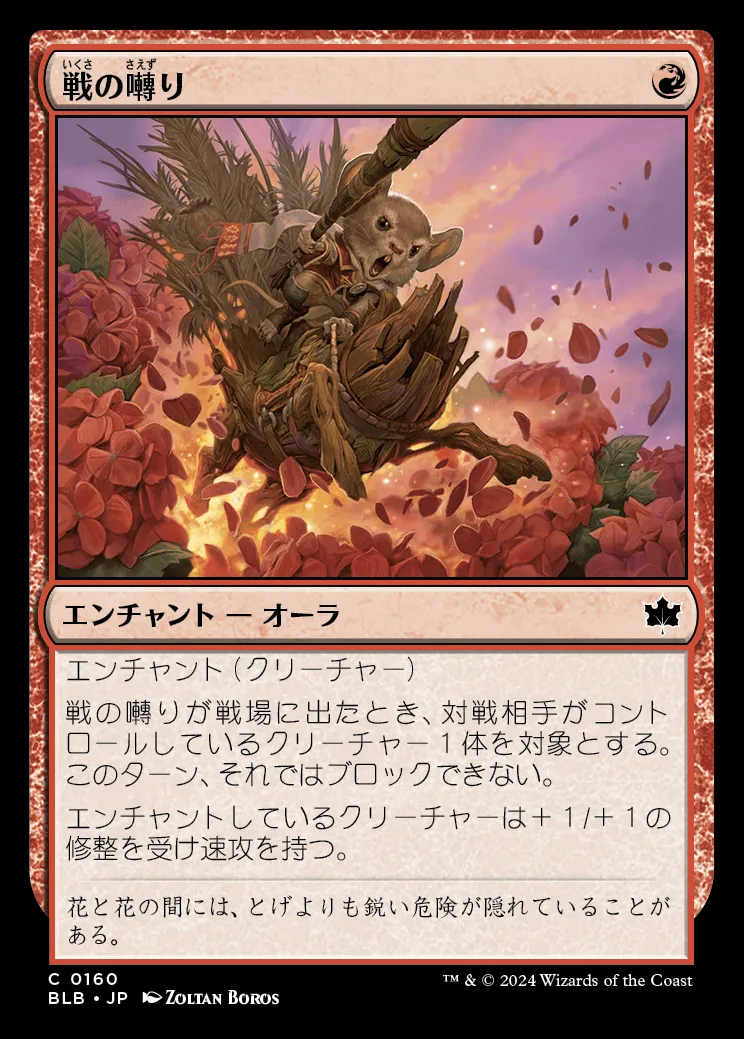 いくさ さえず
戦の囀り
エンチャント — オーラ
エンチャント（クリーチャー）
戦の囀りが戦場に出たとき、対戦相手がコント
ロールしているクリーチャー１体を対象とする。
このターン、それではブロックできない。
エンチャントしているクリーチャーは＋１/＋１の
修整を受け速攻を持つ。
花と花の間には、とげよりも鋭い危険が隠れていることが
ある。
C 0160
BLB • JP ZOLTAN BOROS
™ & © 2024 Wizards of the Coast